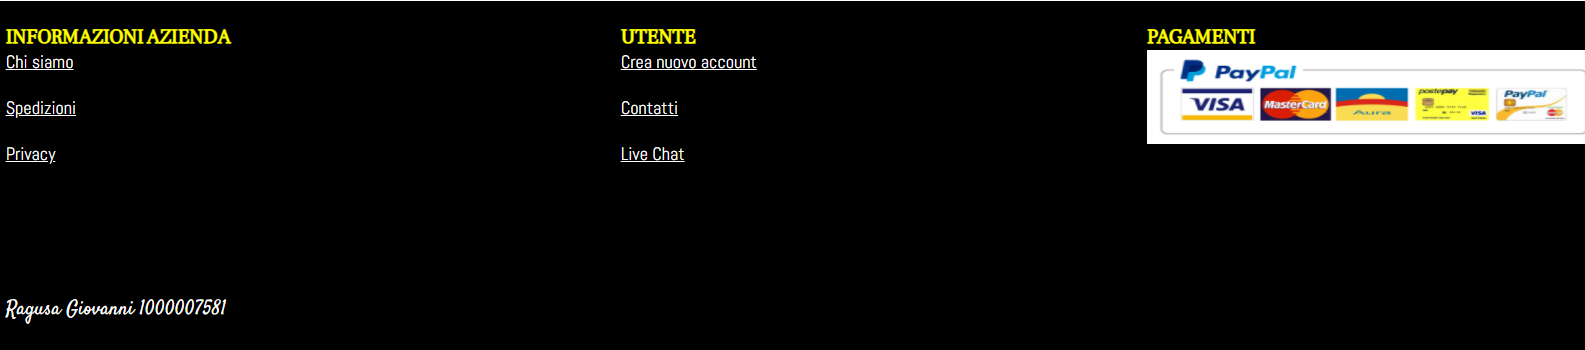 INFORMAZIONI AZIENDA
Chi siamo
Spedizioni
Privacy
UTENTE
Crea nuovo account
Contatti
Live Chat
PAGAMENTI
PayPal
VISA MasterCard Aura postepay VISA PayPal
Ragusa Giovanni 1000007581